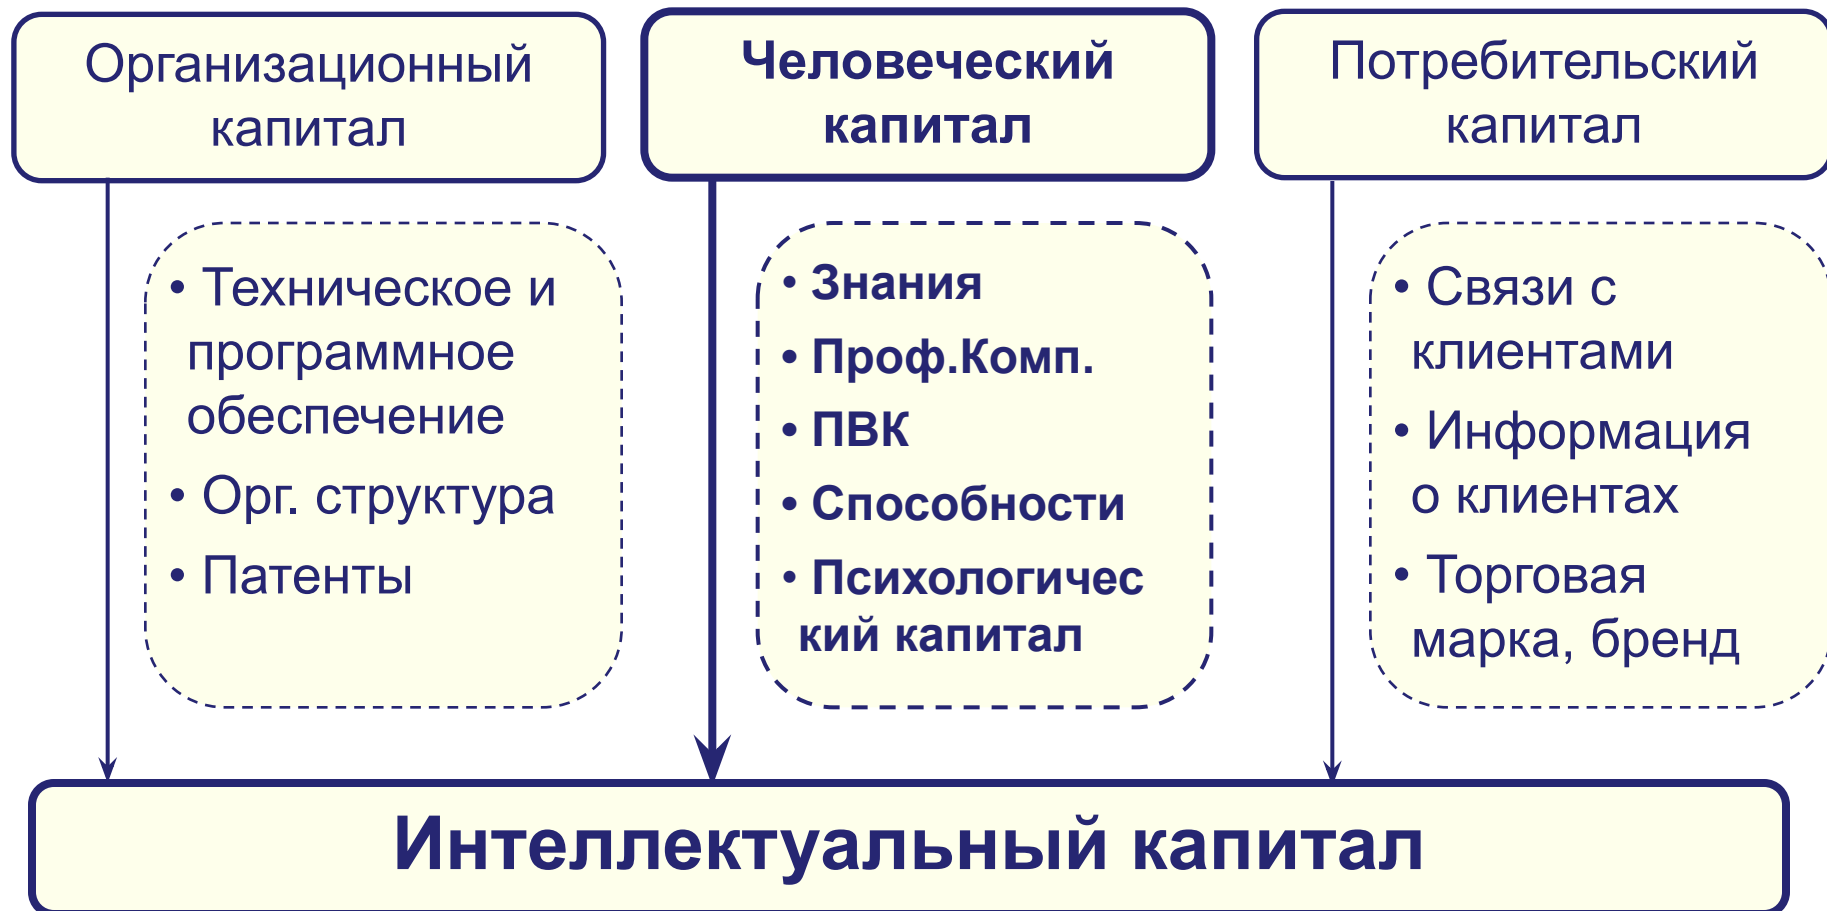 Организационный
капитал
Человеческий
капитал
Потребительский
капитал
• Техническое и
программное
обеспечение
• Орг. структура
• Патенты
• Знания
• Проф.Комп.
• ПВК
• Способности
• Психологичес
кий капитал
• Связи с
клиентами
• Информация
о клиентах
• Торговая
марка, бренд
Интеллектуальный капитал